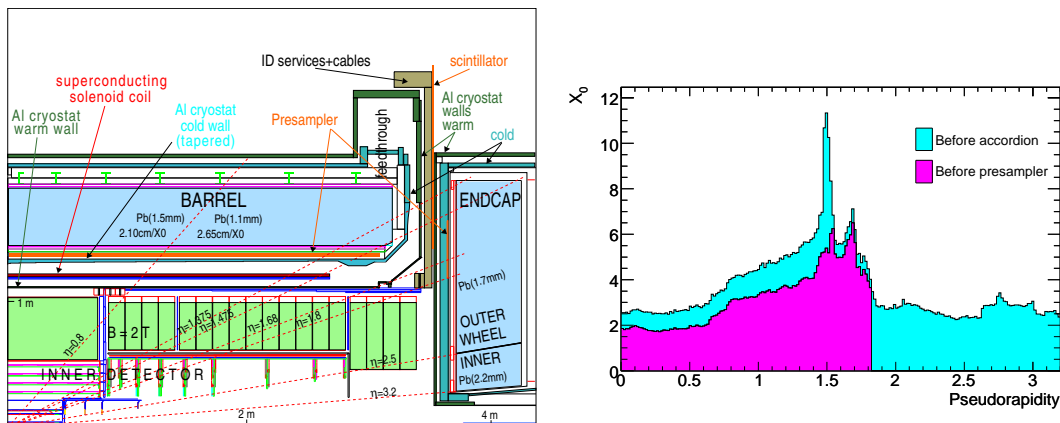 ID services+cables
scintillator
superconducting
solenoid coil
Al cryostat
warm wall
Al cryostat
cold wall
(tapered)
Presampler
feedthrough
Al cryostat
walls
warm
cold
BARREL
Pb(1.5mm)
Pb(1.1mm)
2.10cm/X0
2.65cm/X0
ENDCAP
Pb(1.7mm)
OUTER
WHEEL
INNER
Pb(2.2mm)
1 m
B=2T
η=0.8
η=1.375
η=1.475
η=1.68
η=1.8
η=2.5
η=3.2
INNER DETECTOR
2 m
4 m
X0
12
10
8
6
4
2
0
Before accordion
Before presampler
0
0.5
1
1.5
2
2.5
3
Pseudorapidity